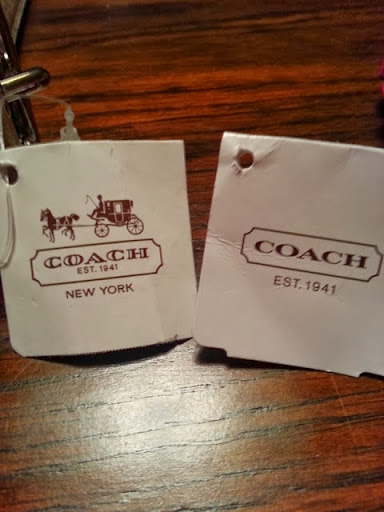 COACH
EST. 1941
NEW YORK
COACH
EST. 1941